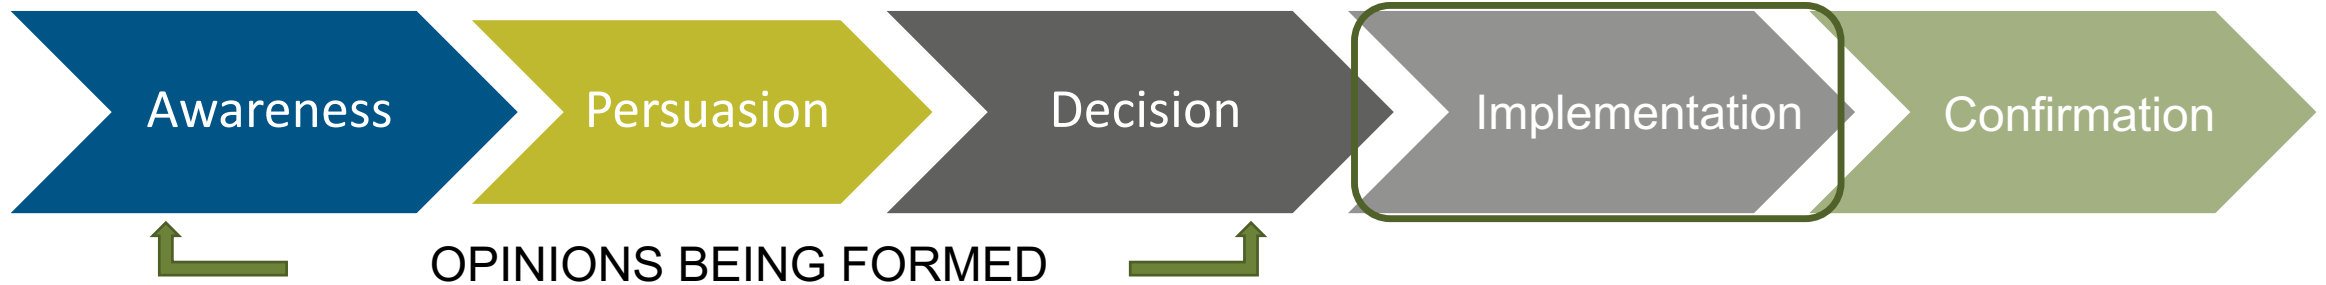 Awareness
Persuasion
Decision
Implementation
Confirmation
OPINIONS BEING FORMED